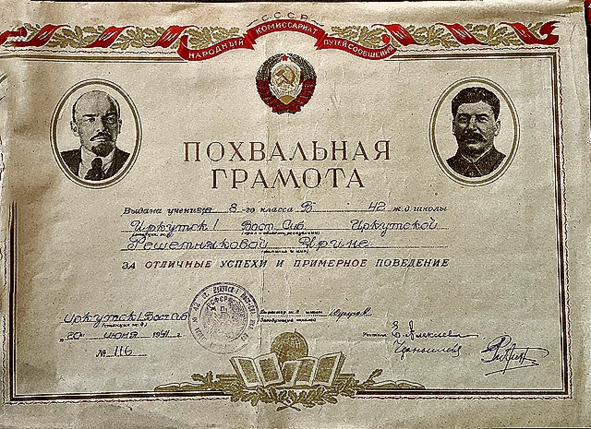 СССР
НАРОДНЫЙ КОМИССАРИАТ ПУТЕЙ СООБЩЕНИЯ
ПОХВАЛЬНАЯ
ГРАМОТА
Выдана ученице 8-го класса В 42 ж.д. школы
Иркутск I Вост. Сиб. Иркутской
Решетниковой Ирине
ЗА ОТЛИЧНЫЕ УСПЕХИ И ПРИМЕРНОЕ ПОВЕДЕНИЕ
Иркутск I Вост. Сиб.
"20" июня 1941 г.
№ 116